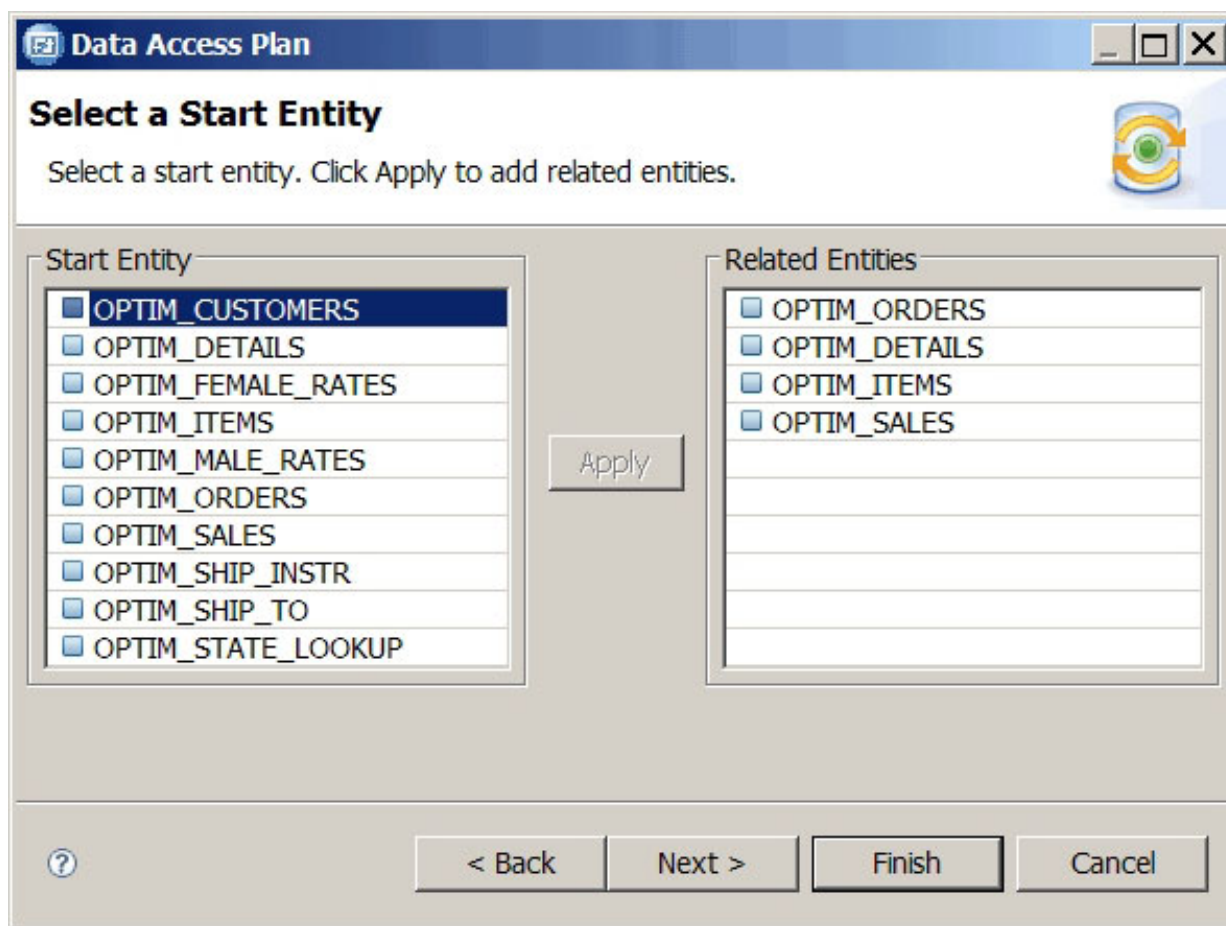 Data Access Plan
Select a Start Entity
Select a start entity. Click Apply to add related entities.
Start Entity
OPTIM_CUSTOMERS
OPTIM_DETAILS
OPTIM_FEMALE_RATES
OPTIM_ITEMS
OPTIM_MALE_RATES
OPTIM_ORDERS
OPTIM_SALES
OPTIM_SHIP_INSTR
OPTIM_SHIP_TO
OPTIM_STATE_LOOKUP
Apply
Related Entities
OPTIM_ORDERS
OPTIM_DETAILS
OPTIM_ITEMS
OPTIM_SALES
?
< Back Next > Finish Cancel